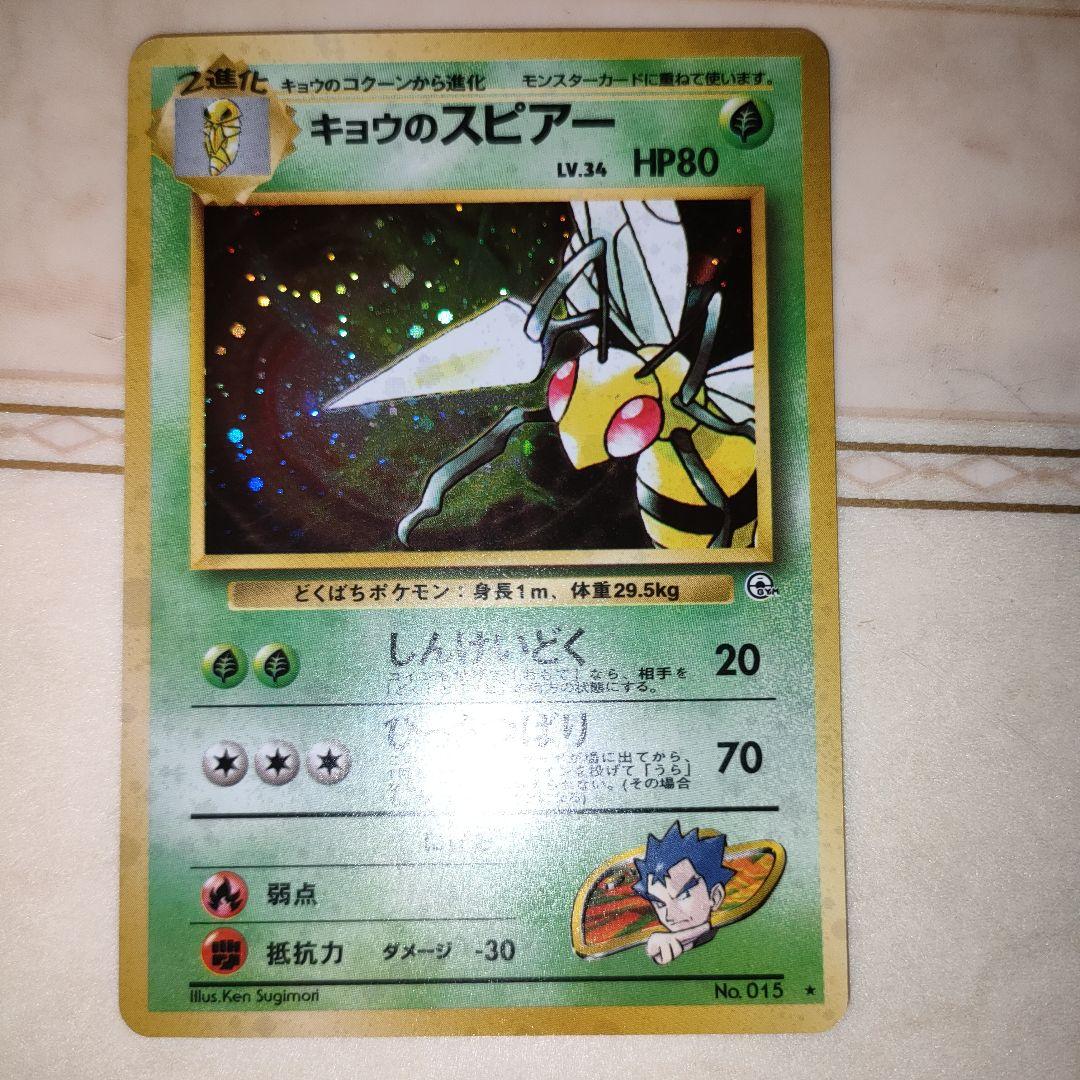 2進化 キョウのコクーンから進化 モンスターカードに重ねて使います。
キョウのスピアー
LV.34 HP80
どくばちポケモン：身長1m、体重29.5kg
GYM
しんけいどく 20
「おもて」なら、相手を
状態にする。
70
場に出てから、
を投げて「うら」
ない。(その場合
弱点
抵抗力 ダメージ -30
Illus.Ken Sugimori No.015 ★